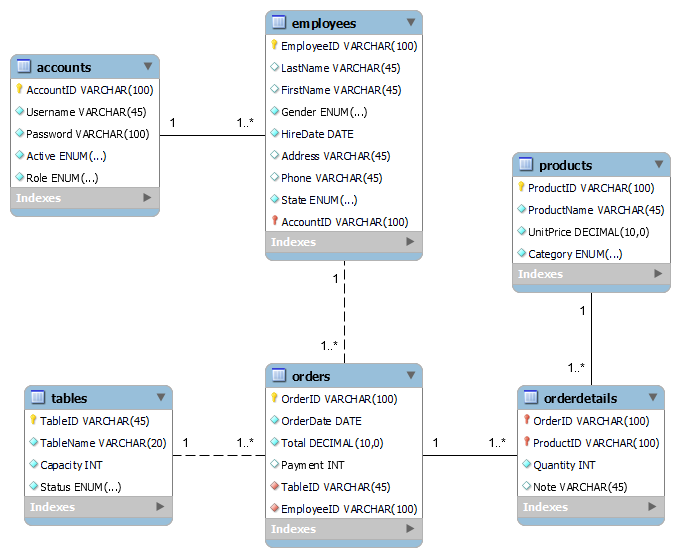 accounts
AccountID VARCHAR(100)
Username VARCHAR(45)
Password VARCHAR(100)
Active ENUM(...)
Role ENUM(...)
Indexes
1
1..*
employees
EmployeeID VARCHAR(100)
LastName VARCHAR(45)
FirstName VARCHAR(45)
Gender ENUM(...)
HireDate DATE
Address VARCHAR(45)
Phone VARCHAR(45)
State ENUM(...)
AccountID VARCHAR(100)
Indexes
1
1..*
products
ProductID VARCHAR(100)
ProductName VARCHAR(45)
UnitPrice DECIMAL(10,0)
Category ENUM(...)
Indexes
1
1..*
tables
TableID VARCHAR(45)
TableName VARCHAR(20)
Capacity INT
Status ENUM(...)
Indexes
1
1..*
orders
OrderID VARCHAR(100)
OrderDate DATE
Total DECIMAL(10,0)
Payment INT
TableID VARCHAR(45)
EmployeeID VARCHAR(100)
Indexes
1
1..*
orderdetails
OrderID VARCHAR(100)
ProductID VARCHAR(100)
Quantity INT
Note VARCHAR(45)
Indexes